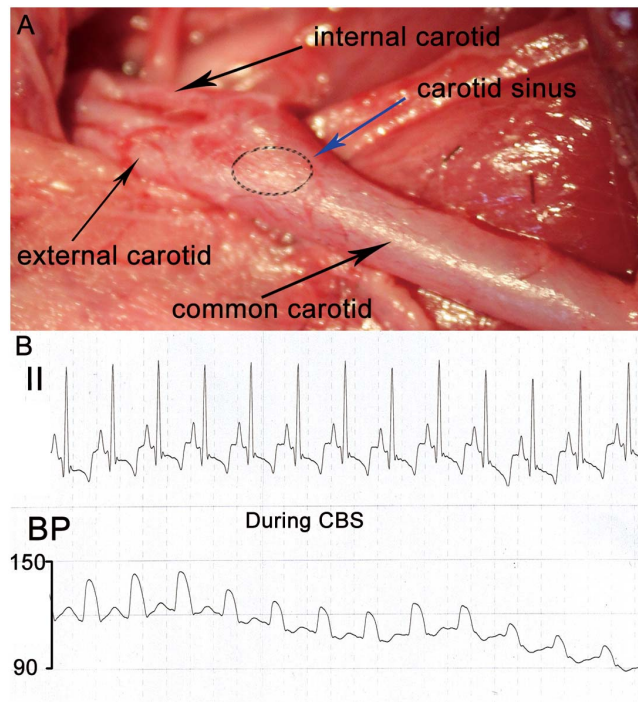 A
internal carotid
carotid sinus
external carotid
common carotid
B
II
During CBS
BP
150
90